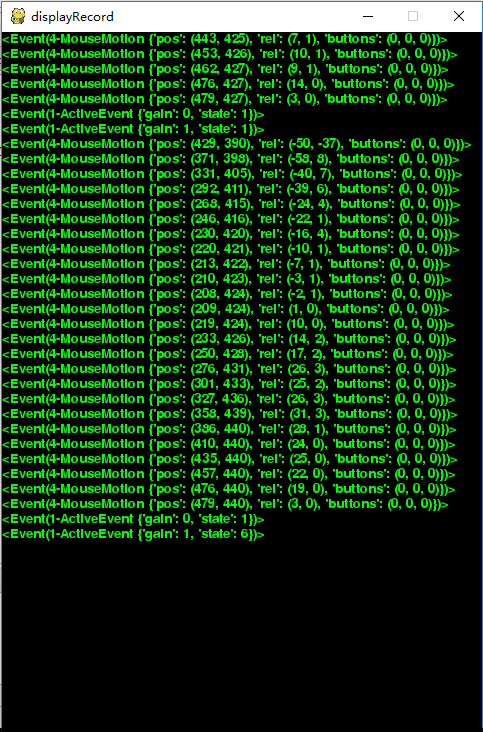 displayRecord
<Event(4-MouseMotion {'pos': (443, 425), 'rel': (7, 1), 'buttons': (0, 0, 0)})>
<Event(4-MouseMotion {'pos': (453, 426), 'rel': (10, 1), 'buttons': (0, 0, 0)})>
<Event(4-MouseMotion {'pos': (462, 427), 'rel': (9, 1), 'buttons': (0, 0, 0)})>
<Event(4-MouseMotion {'pos': (476, 427), 'rel': (14, 0), 'buttons': (0, 0, 0)})>
<Event(4-MouseMotion {'pos': (479, 427), 'rel': (3, 0), 'buttons': (0, 0, 0)})>
<Event(1-ActiveEvent {'gain': 0, 'state': 1})>
<Event(1-ActiveEvent {'gain': 1, 'state': 1})>
<Event(4-MouseMotion {'pos': (429, 390), 'rel': (-50, -37), 'buttons': (0, 0, 0)})>
<Event(4-MouseMotion {'pos': (371, 398), 'rel': (-58, 8), 'buttons': (0, 0, 0)})>
<Event(4-MouseMotion {'pos': (331, 405), 'rel': (-40, 7), 'buttons': (0, 0, 0)})>
<Event(4-MouseMotion {'pos': (292, 411), 'rel': (-39, 6), 'buttons': (0, 0, 0)})>
<Event(4-MouseMotion {'pos': (268, 415), 'rel': (-24, 4), 'buttons': (0, 0, 0)})>
<Event(4-MouseMotion {'pos': (246, 416), 'rel': (-22, 1), 'buttons': (0, 0, 0)})>
<Event(4-MouseMotion {'pos': (230, 420), 'rel': (-16, 4), 'buttons': (0, 0, 0)})>
<Event(4-MouseMotion {'pos': (220, 421), 'rel': (-10, 1), 'buttons': (0, 0, 0)})>
<Event(4-MouseMotion {'pos': (213, 422), 'rel': (-7, 1), 'buttons': (0, 0, 0)})>
<Event(4-MouseMotion {'pos': (210, 423), 'rel': (-3, 1), 'buttons': (0, 0, 0)})>
<Event(4-MouseMotion {'pos': (208, 424), 'rel': (-2, 1), 'buttons': (0, 0, 0)})>
<Event(4-MouseMotion {'pos': (209, 424), 'rel': (1, 0), 'buttons': (0, 0, 0)})>
<Event(4-MouseMotion {'pos': (219, 424), 'rel': (10, 0), 'buttons': (0, 0, 0)})>
<Event(4-MouseMotion {'pos': (233, 426), 'rel': (14, 2), 'buttons': (0, 0, 0)})>
<Event(4-MouseMotion {'pos': (250, 428), 'rel': (17, 2), 'buttons': (0, 0, 0)})>
<Event(4-MouseMotion {'pos': (276, 431), 'rel': (26, 3), 'buttons': (0, 0, 0)})>
<Event(4-MouseMotion {'pos': (301, 433), 'rel': (25, 2), 'buttons': (0, 0, 0)})>
<Event(4-MouseMotion {'pos': (327, 436), 'rel': (26, 3), 'buttons': (0, 0, 0)})>
<Event(4-MouseMotion {'pos': (358, 439), 'rel': (31, 3), 'buttons': (0, 0, 0)})>
<Event(4-MouseMotion {'pos': (386, 440), 'rel': (28, 1), 'buttons': (0, 0, 0)})>
<Event(4-MouseMotion {'pos': (410, 440), 'rel': (24, 0), 'buttons': (0, 0, 0)})>
<Event(4-MouseMotion {'pos': (435, 440), 'rel': (25, 0), 'buttons': (0, 0, 0)})>
<Event(4-MouseMotion {'pos': (457, 440), 'rel': (22, 0), 'buttons': (0, 0, 0)})>
<Event(4-MouseMotion {'pos': (476, 440), 'rel': (19, 0), 'buttons': (0, 0, 0)})>
<Event(4-MouseMotion {'pos': (479, 440), 'rel': (3, 0), 'buttons': (0, 0, 0)})>
<Event(1-ActiveEvent {'gain': 0, 'state': 1})>
<Event(1-ActiveEvent {'gain': 1, 'state': 6})>